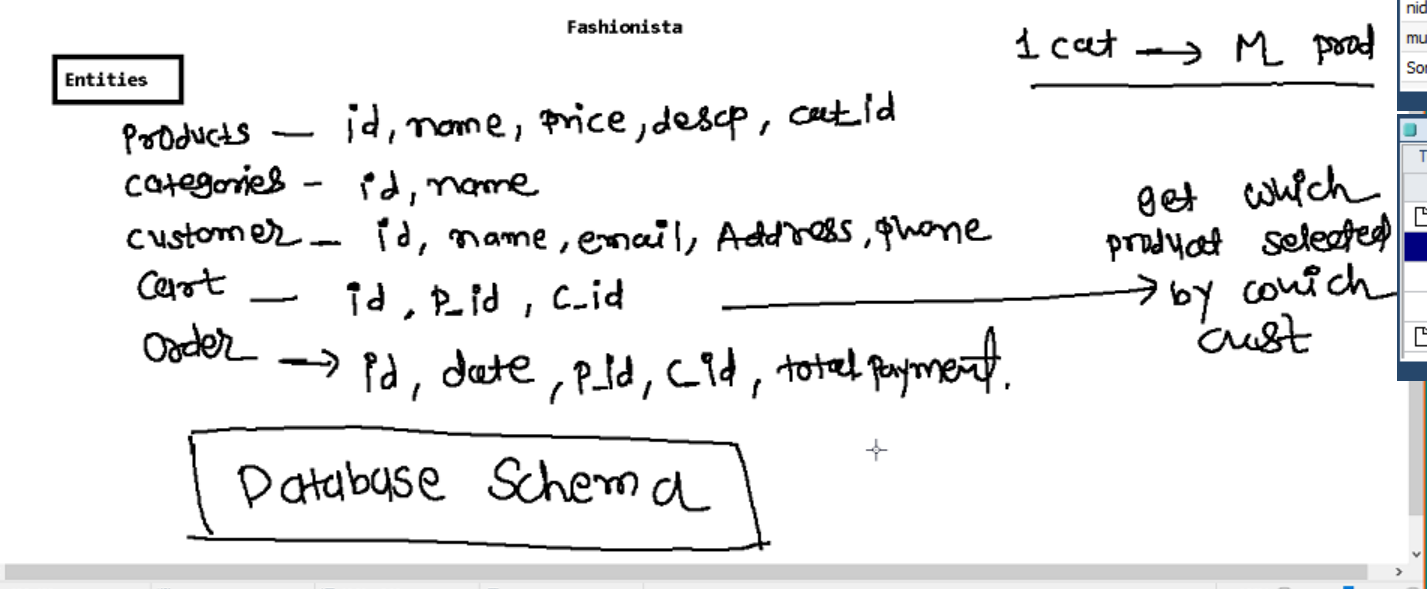 Fashionista
1 cat → M prod
Entities
Products — id, name, price, descp, cat_id
categories - id, name
customer — id, name, email, Address, phone
Cart — id, p_id, c_id
get which
product selected
by which
cust
Order → id, date, p_id, c_id, total payment.
Database Schema
nid
mu
Sor
T